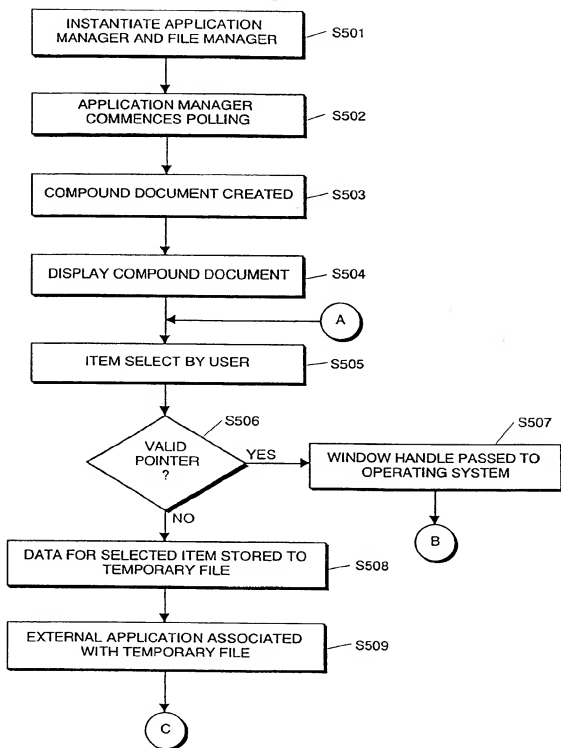 INSTANTIATE APPLICATION
MANAGER AND FILE MANAGER
S501
APPLICATION MANAGER
COMMENCES POLLING
S502
COMPOUND DOCUMENT CREATED
S503
DISPLAY COMPOUND DOCUMENT
S504
A
ITEM SELECT BY USER
S505
S506
VALID
POINTER
?
YES
S507
WINDOW HANDLE PASSED TO
OPERATING SYSTEM
B
NO
DATA FOR SELECTED ITEM STORED TO
TEMPORARY FILE
S508
EXTERNAL APPLICATION ASSOCIATED
WITH TEMPORARY FILE
S509
C